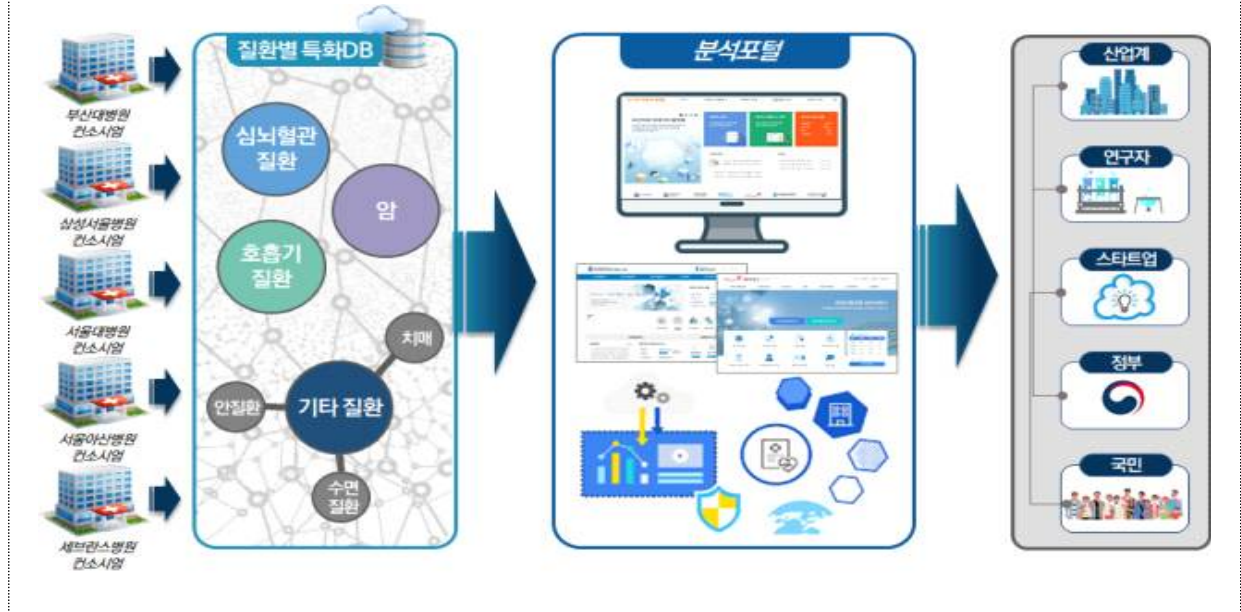 부산대병원
컨소시엄
삼성서울병원
컨소시엄
서울대병원
컨소시엄
서울아산병원
컨소시엄
세브란스병원
컨소시엄
질환별 특화DB
심뇌혈관
질환
암
호흡기
질환
치매
안질환
기타 질환
수면
질환
분석포털
산업계
연구자
스타트업
정부
국민